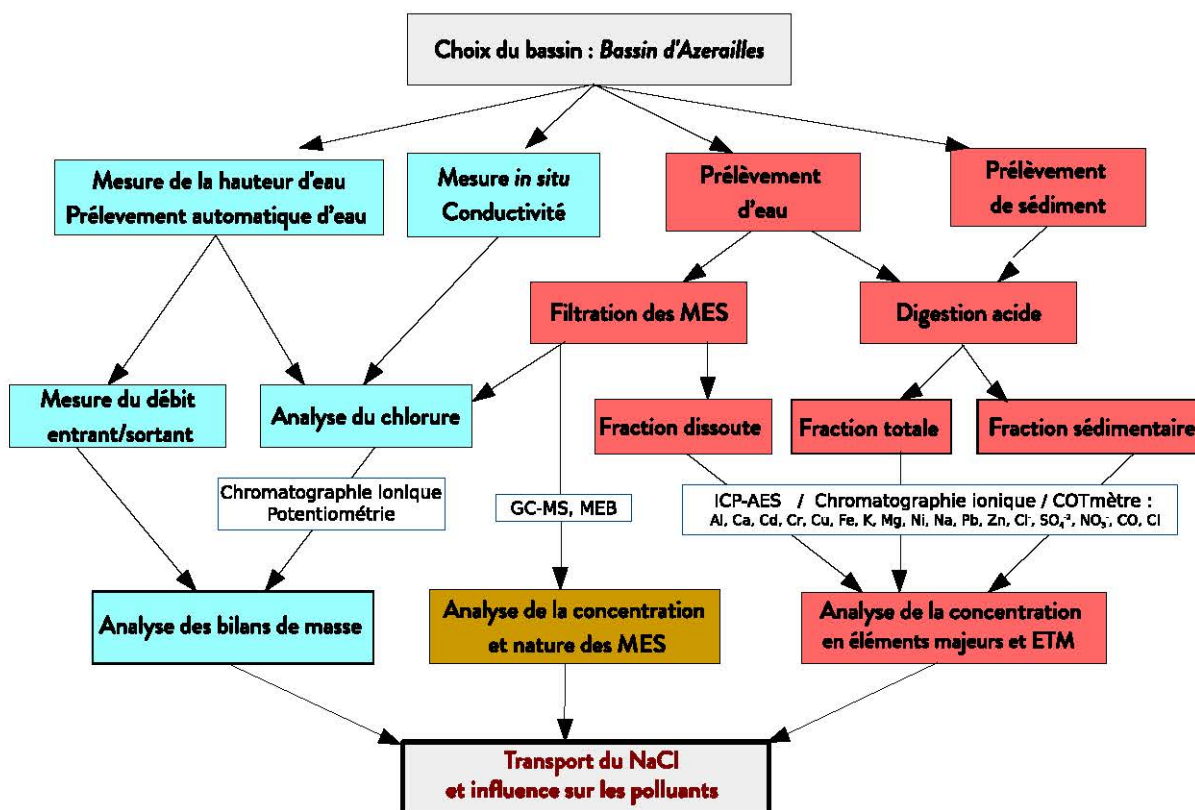 Choix du bassin : Bassin d'Azerailles
Mesure de la hauteur d'eau
Prélevement automatique d'eau
Mesure in situ
Conductivité
Prélèvement
d'eau
Prélèvement
de sédiment
Filtration des MES
Digestion acide
Mesure du débit
entrant/sortant
Analyse du chlorure
Fraction dissoute
Fraction totale
Fraction sédimentaire
Chromatographie ionique
Potentiométrie
GC-MS, MEB
ICP-AES / Chromatographie ionique / COTmètre :
Al, Ca, Cd, Cr, Cu, Fe, K, Mg, Ni, Na, Pb, Zn, Cl⁻, SO₄⁻², NO₃⁻, CO, CI
Analyse des bilans de masse
Analyse de la concentration
et nature des MES
Analyse de la concentration
en éléments majeurs et ETM
Transport du NaCl
et influence sur les polluants